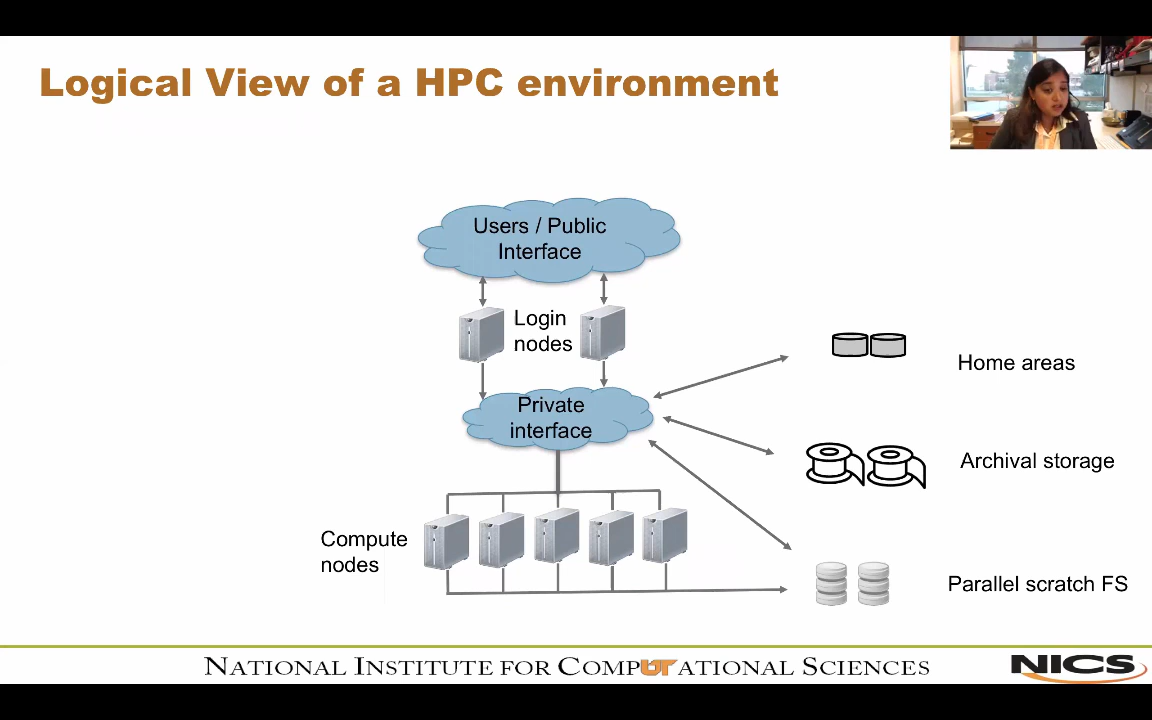 Logical View of a HPC environment
Users / Public
Interface
Login
nodes
Home areas
Private
interface
Archival storage
Compute
nodes
Parallel scratch FS
NATIONAL INSTITUTE FOR COMPUTATIONAL SCIENCES
NICS